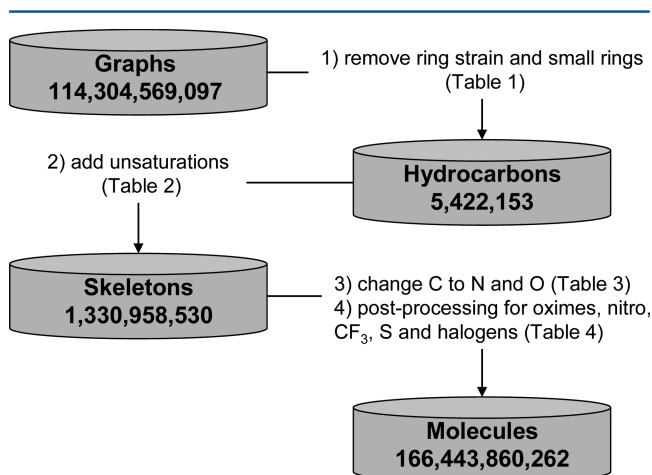 Graphs
114,304,569,097
1) remove ring strain and small rings
(Table 1)
Hydrocarbons
5,422,153
2) add unsaturations
(Table 2)
Skeletons
1,330,958,530
3) change C to N and O (Table 3)
4) post-processing for oximes, nitro,
CF₃, S and halogens (Table 4)
Molecules
166,443,860,262